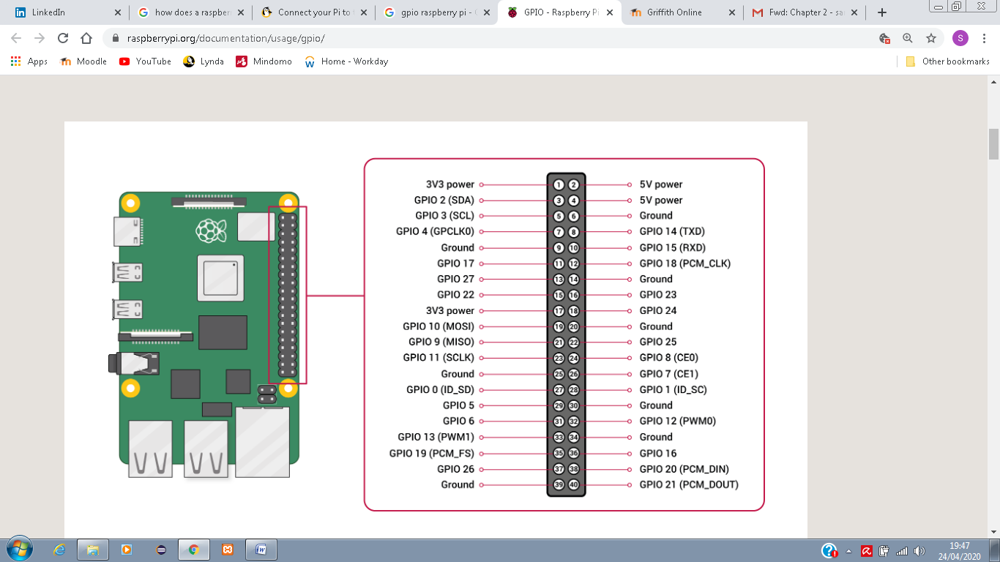 LinkedIn
how does a raspberr
Connect your Pi to t
gpio raspberry pi - G
GPIO - Raspberry Pi
Griffith Online
Fwd: Chapter 2 - sa
raspberrypi.org/documentation/usage/gpio/
S
Apps
Moodle
YouTube
Lynda
Mindomo
Home - Workday
Other bookmarks
3V3 power 1 2 5V power
GPIO 2 (SDA) 3 4 5V power
GPIO 3 (SCL) 5 6 Ground
GPIO 4 (GPCLK0) 7 8 GPIO 14 (TXD)
Ground 9 10 GPIO 15 (RXD)
GPIO 17 11 12 GPIO 18 (PCM_CLK)
GPIO 27 13 14 Ground
GPIO 22 15 16 GPIO 23
3V3 power 17 18 GPIO 24
GPIO 10 (MOSI) 19 20 Ground
GPIO 9 (MISO) 21 22 GPIO 25
GPIO 11 (SCLK) 23 24 GPIO 8 (CE0)
Ground 25 26 GPIO 7 (CE1)
GPIO 0 (ID_SD) 27 28 GPIO 1 (ID_SC)
GPIO 5 29 30 Ground
GPIO 6 31 32 GPIO 12 (PWM0)
GPIO 13 (PWM1) 33 34 Ground
GPIO 19 (PCM_FS) 35 36 GPIO 16
GPIO 26 37 38 GPIO 20 (PCM_DIN)
Ground 39 40 GPIO 21 (PCM_DOUT)
19:47
24/04/2020